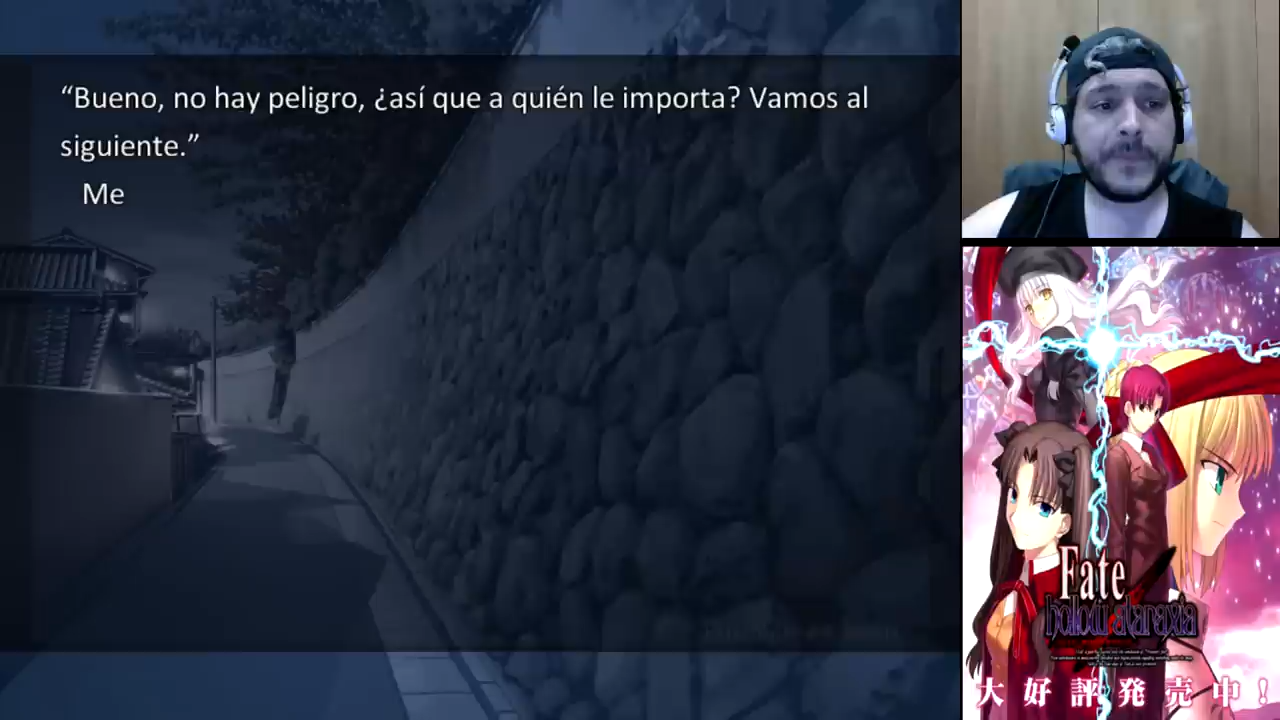 “Bueno, no hay peligro, ¿así que a quién le importa? Vamos al
siguiente.”
Me
Fate
hollow ataraxia
大好評発売中！